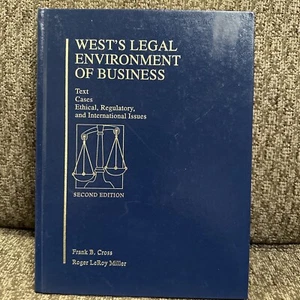 WEST'S LEGAL
ENVIRONMENT
OF BUSINESS
Text
Cases
Ethical, Regulatory,
and International Issues
SECOND EDITION
Frank B. Cross
Roger LeRoy Miller